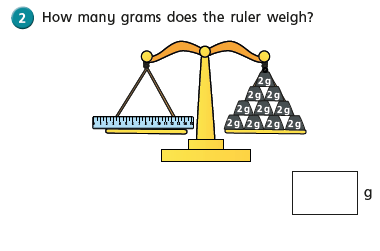 2 How many grams does the ruler weigh?
2g
2g 2g
2g 2g 2g
2g 2g 2g 2g
g